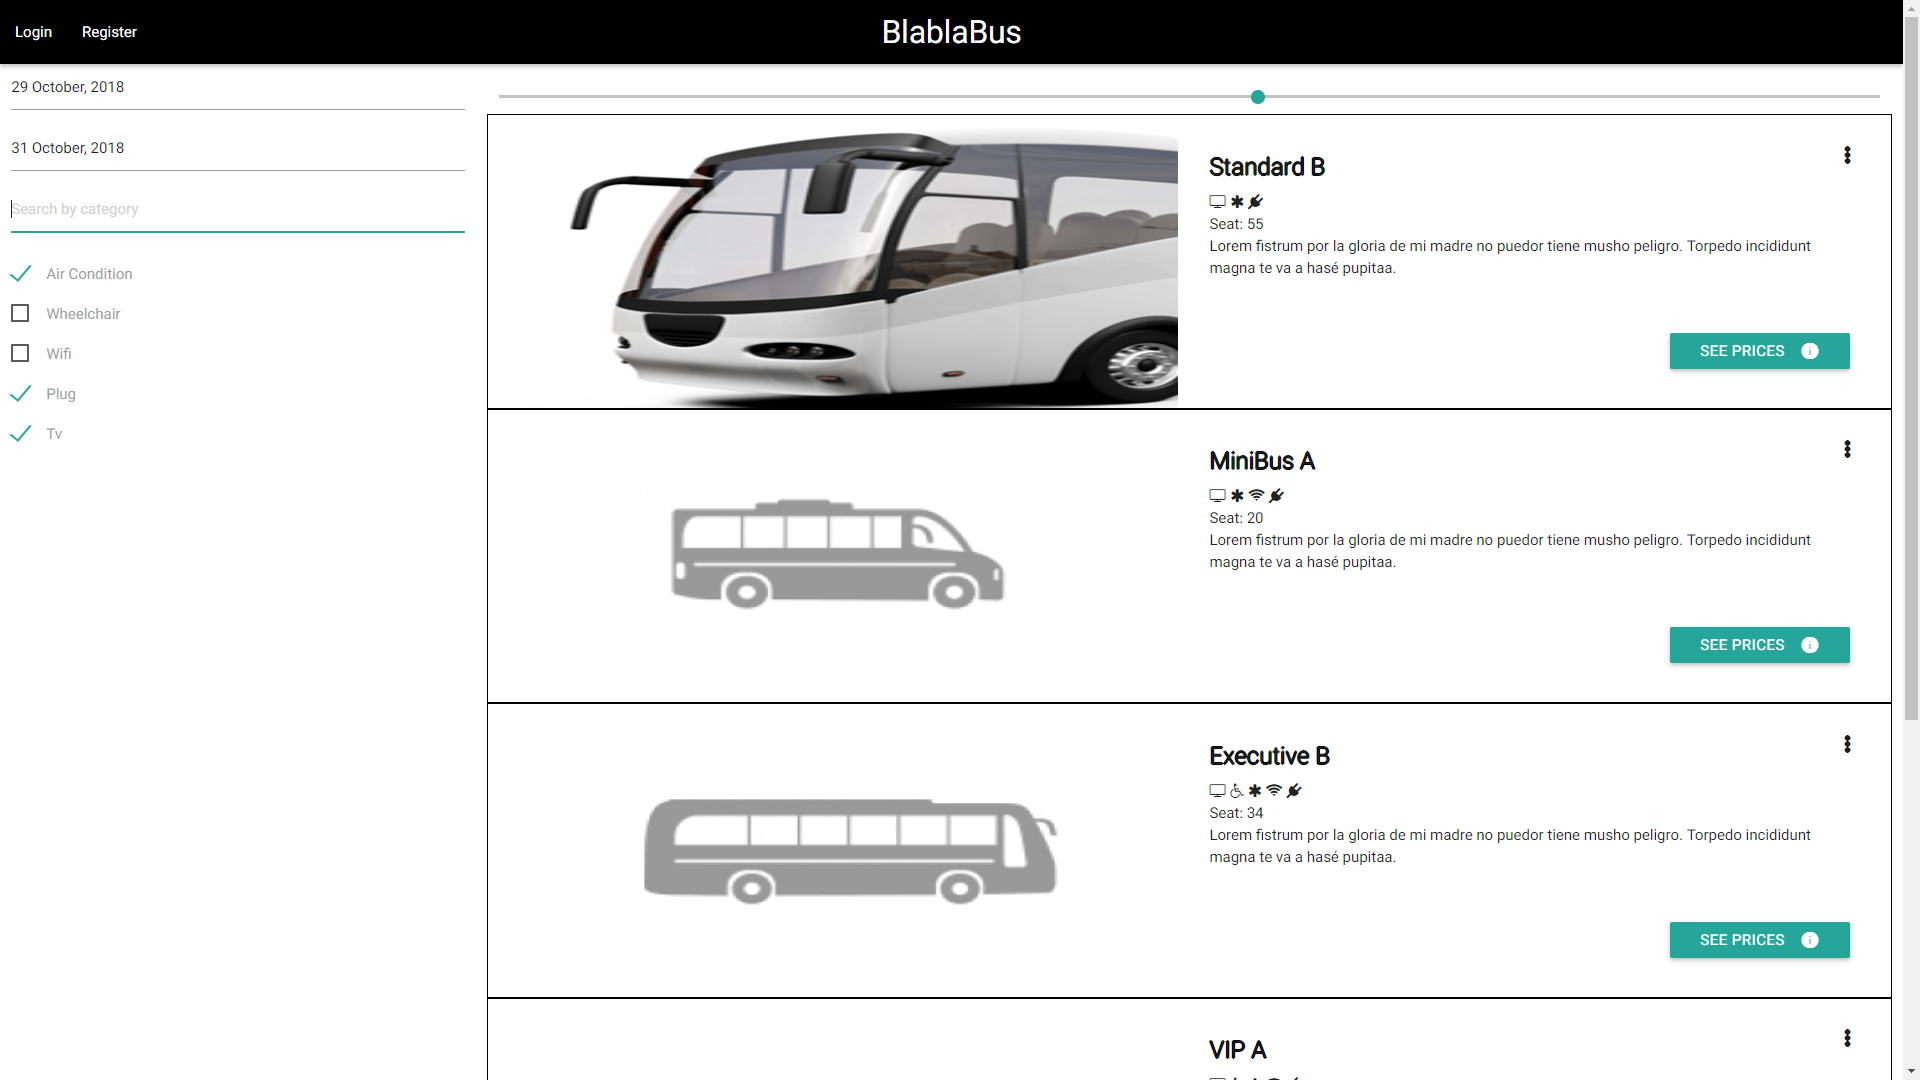 Login Register BlablaBus
29 October, 2018
31 October, 2018
Search by category
Air Condition
Wheelchair
Wifi
Plug
Tv
Standard B
Seat: 55
Lorem fistrum por la gloria de mi madre no puedor tiene musho peligro. Torpedo incididunt
magna te va a hasé pupitaa.
SEE PRICES
MiniBus A
Seat: 20
Lorem fistrum por la gloria de mi madre no puedor tiene musho peligro. Torpedo incididunt
magna te va a hasé pupitaa.
SEE PRICES
Executive B
Seat: 34
Lorem fistrum por la gloria de mi madre no puedor tiene musho peligro. Torpedo incididunt
magna te va a hasé pupitaa.
SEE PRICES
VIP A